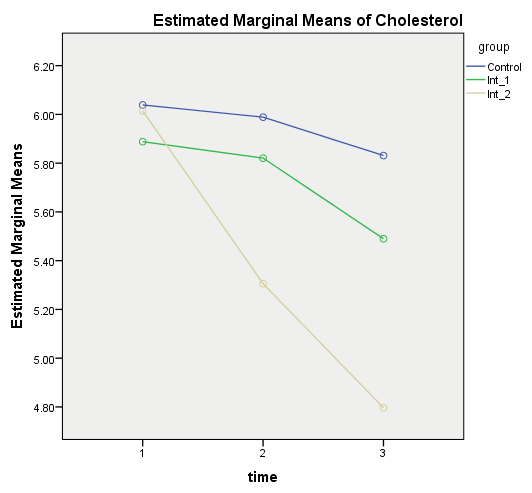 Estimated Marginal Means of Cholesterol
group
Control
Int_1
Int_2
Estimated Marginal Means
6.20
6.00
5.80
5.60
5.40
5.20
5.00
4.80
1
2
3
time